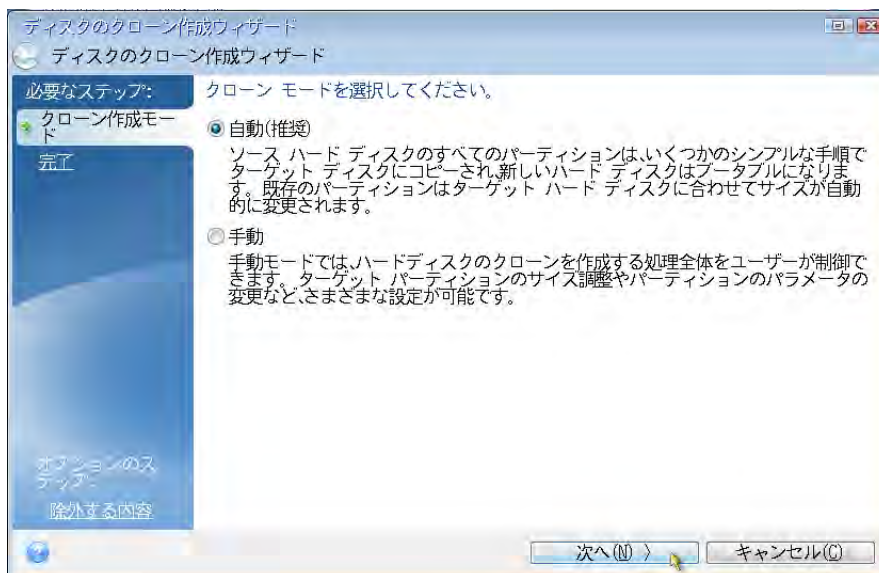 ディスクのクローン作成ウィザード
ディスクのクローン作成ウィザード
必要なステップ:
クローン作成モー
ド
完了
オプションのス
テップ:
除外する内容
クローン モードを選択してください。
自動(推奨)
ソース ハード ディスクのすべてのパーティションは、いくつかのシンプルな手順で
ターゲット ディスクにコピーされ、新しいハード ディスクはブータブルになりま
す。既存のパーティションはターゲット ハード ディスクに合わせてサイズが自動
的に変更されます。
手動
手動モードでは、ハードディスクのクローンを作成する処理全体をユーザーが制御で
きます。ターゲット パーティションのサイズ調整やパーティションのパラメータの
変更など、さまざまな設定が可能です。
次へ(N) 〉
キャンセル(C)